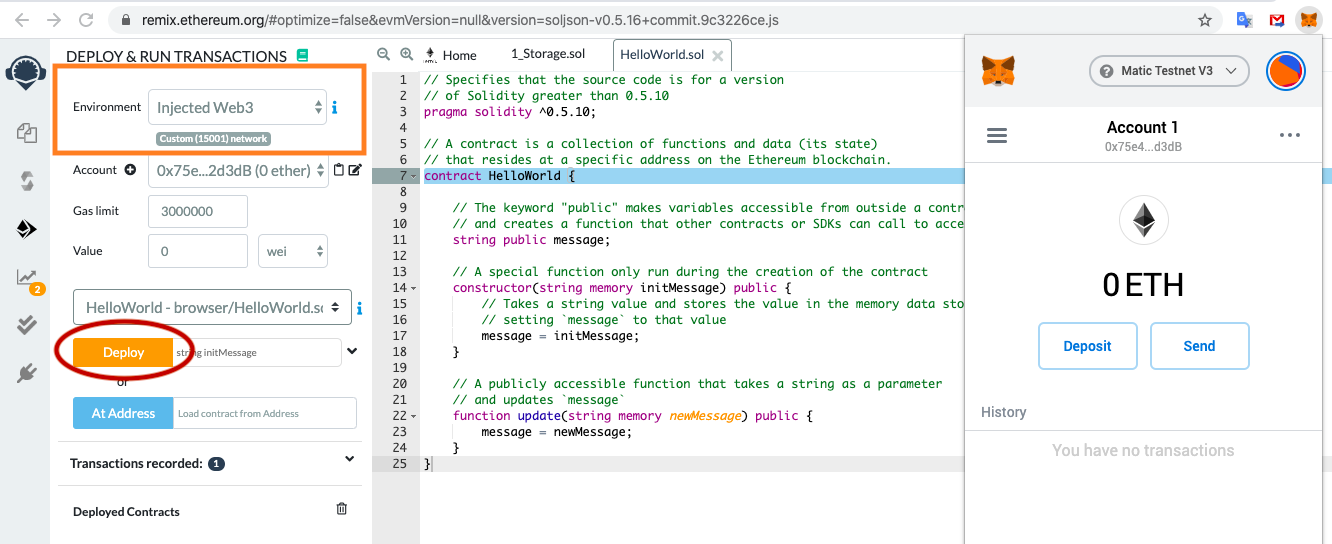 remix.ethereum.org/#optimize=false&evmVersion=null&version=soljson-v0.5.16+commit.9c3226ce.js
DEPLOY & RUN TRANSACTIONS
Environment
Injected Web3
Custom (15001) network
Account
0x75e...2d3dB (0 ether)
Gas limit
3000000
Value
0
wei
HelloWorld - browser/HelloWorld.sc
Deploy
string initMessage
or
At Address
Load contract from Address
Transactions recorded: 1
Deployed Contracts
2
Home
1_Storage.sol
HelloWorld.sol
1 // Specifies that the source code is for a version
2 // of Solidity greater than 0.5.10
3 pragma solidity ^0.5.10;
4
5 // A contract is a collection of functions and data (its state)
6 // that resides at a specific address on the Ethereum blockchain.
7 contract HelloWorld {
8
9 // The keyword "public" makes variables accessible from outside a contr
10 // and creates a function that other contracts or SDKs can call to acce
11 string public message;
12
13 // A special function only run during the creation of the contract
14 constructor(string memory initMessage) public {
15 // Takes a string value and stores the value in the memory data sto
16 // setting `message` to that value
17 message = initMessage;
18 }
19
20 // A publicly accessible function that takes a string as a parameter
21 // and updates `message`
22 function update(string memory newMessage) public {
23 message = newMessage;
24 }
25 }
Matic Testnet V3
Account 1
0x75e4...d3dB
0 ETH
Deposit
Send
History
You have no transactions